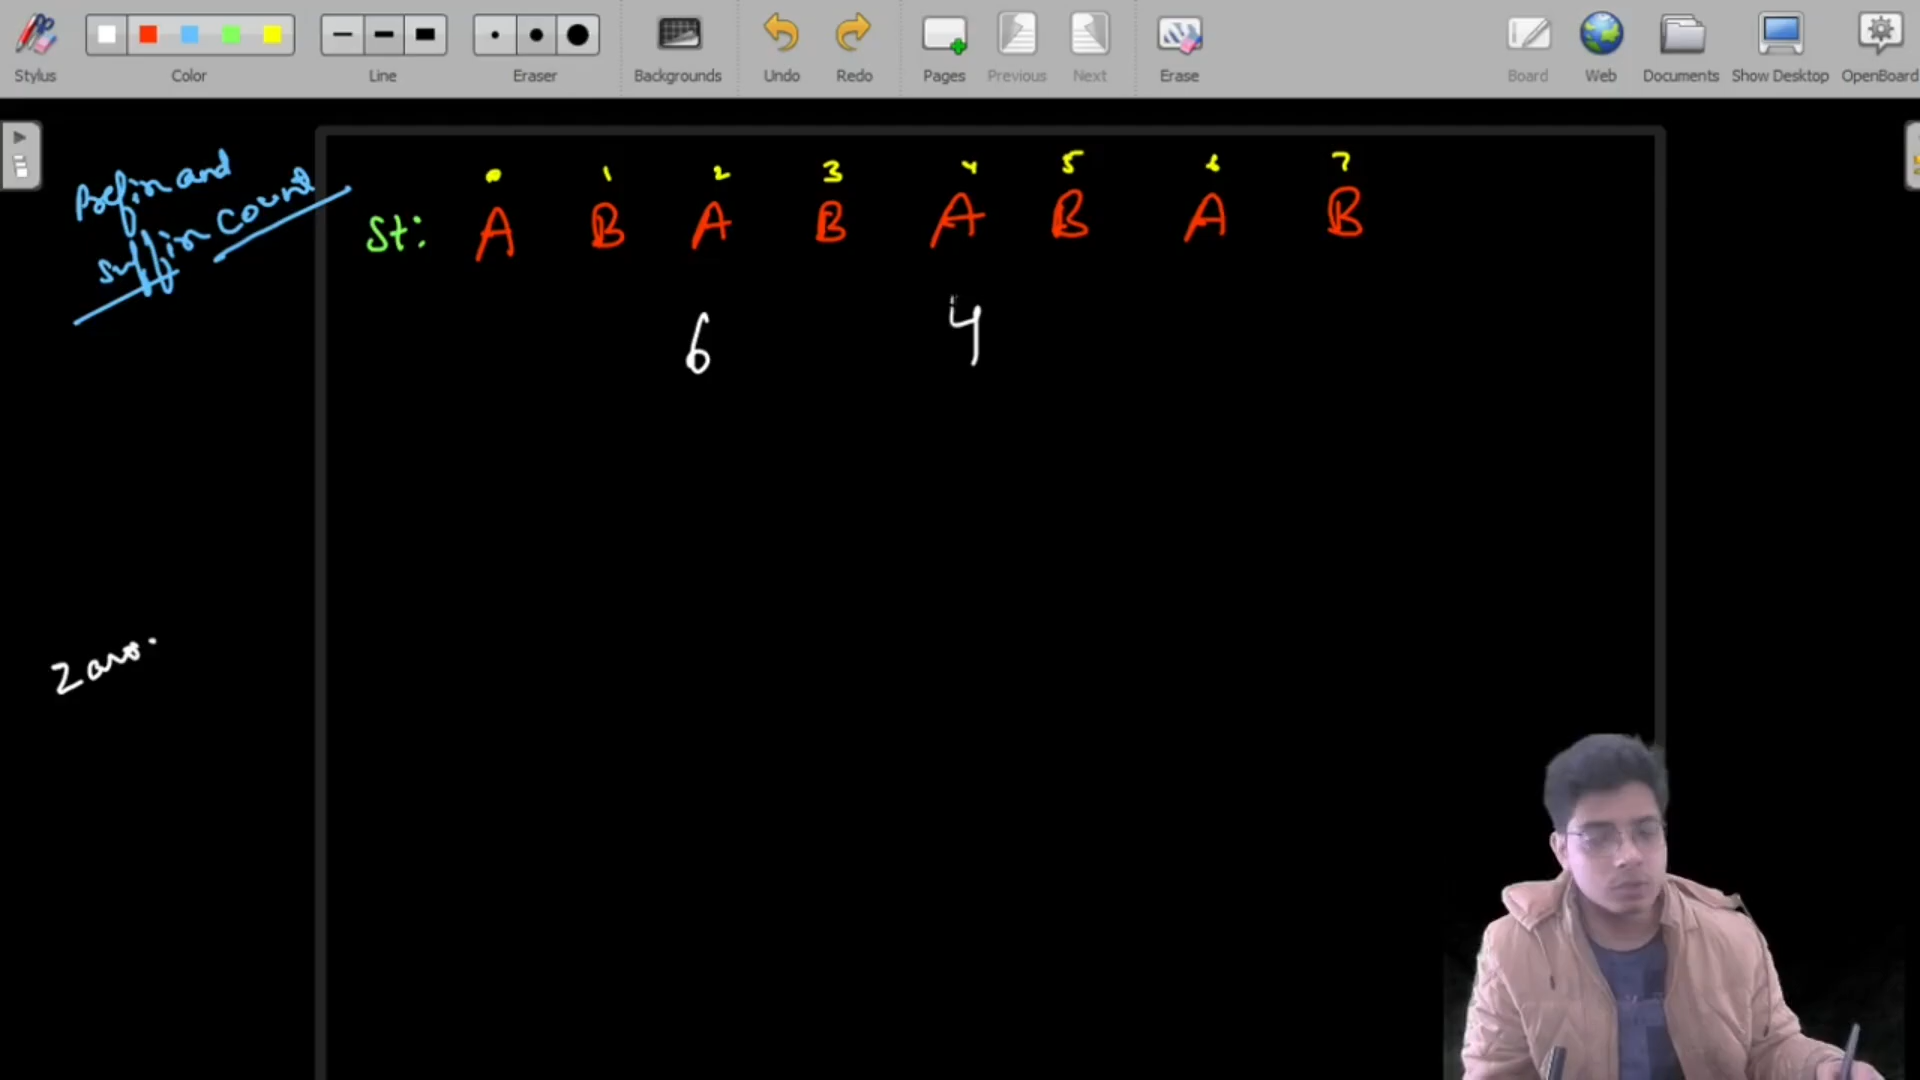 Stylus Color Line Eraser Backgrounds Undo Redo Pages Previous Next Erase Board Web Documents Show Desktop OpenBoard
Prefix and
suffix count
0 1 2 3 4 5 6 7
St: A B A B A B A B
6 4
Z